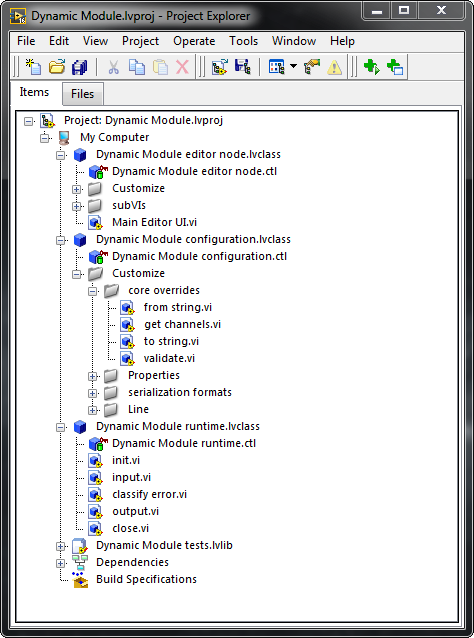 Dynamic Module.lvproj - Project Explorer
File Edit View Project Operate Tools Window Help
Items Files
Project: Dynamic Module.lvproj
My Computer
Dynamic Module editor node.lvclass
Dynamic Module editor node.ctl
Customize
subVIs
Main Editor UI.vi
Dynamic Module configuration.lvclass
Dynamic Module configuration.ctl
Customize
core overrides
from string.vi
get channels.vi
to string.vi
validate.vi
Properties
serialization formats
Line
Dynamic Module runtime.lvclass
Dynamic Module runtime.ctl
init.vi
input.vi
classify error.vi
output.vi
close.vi
Dynamic Module tests.lvlib
Dependencies
Build Specifications